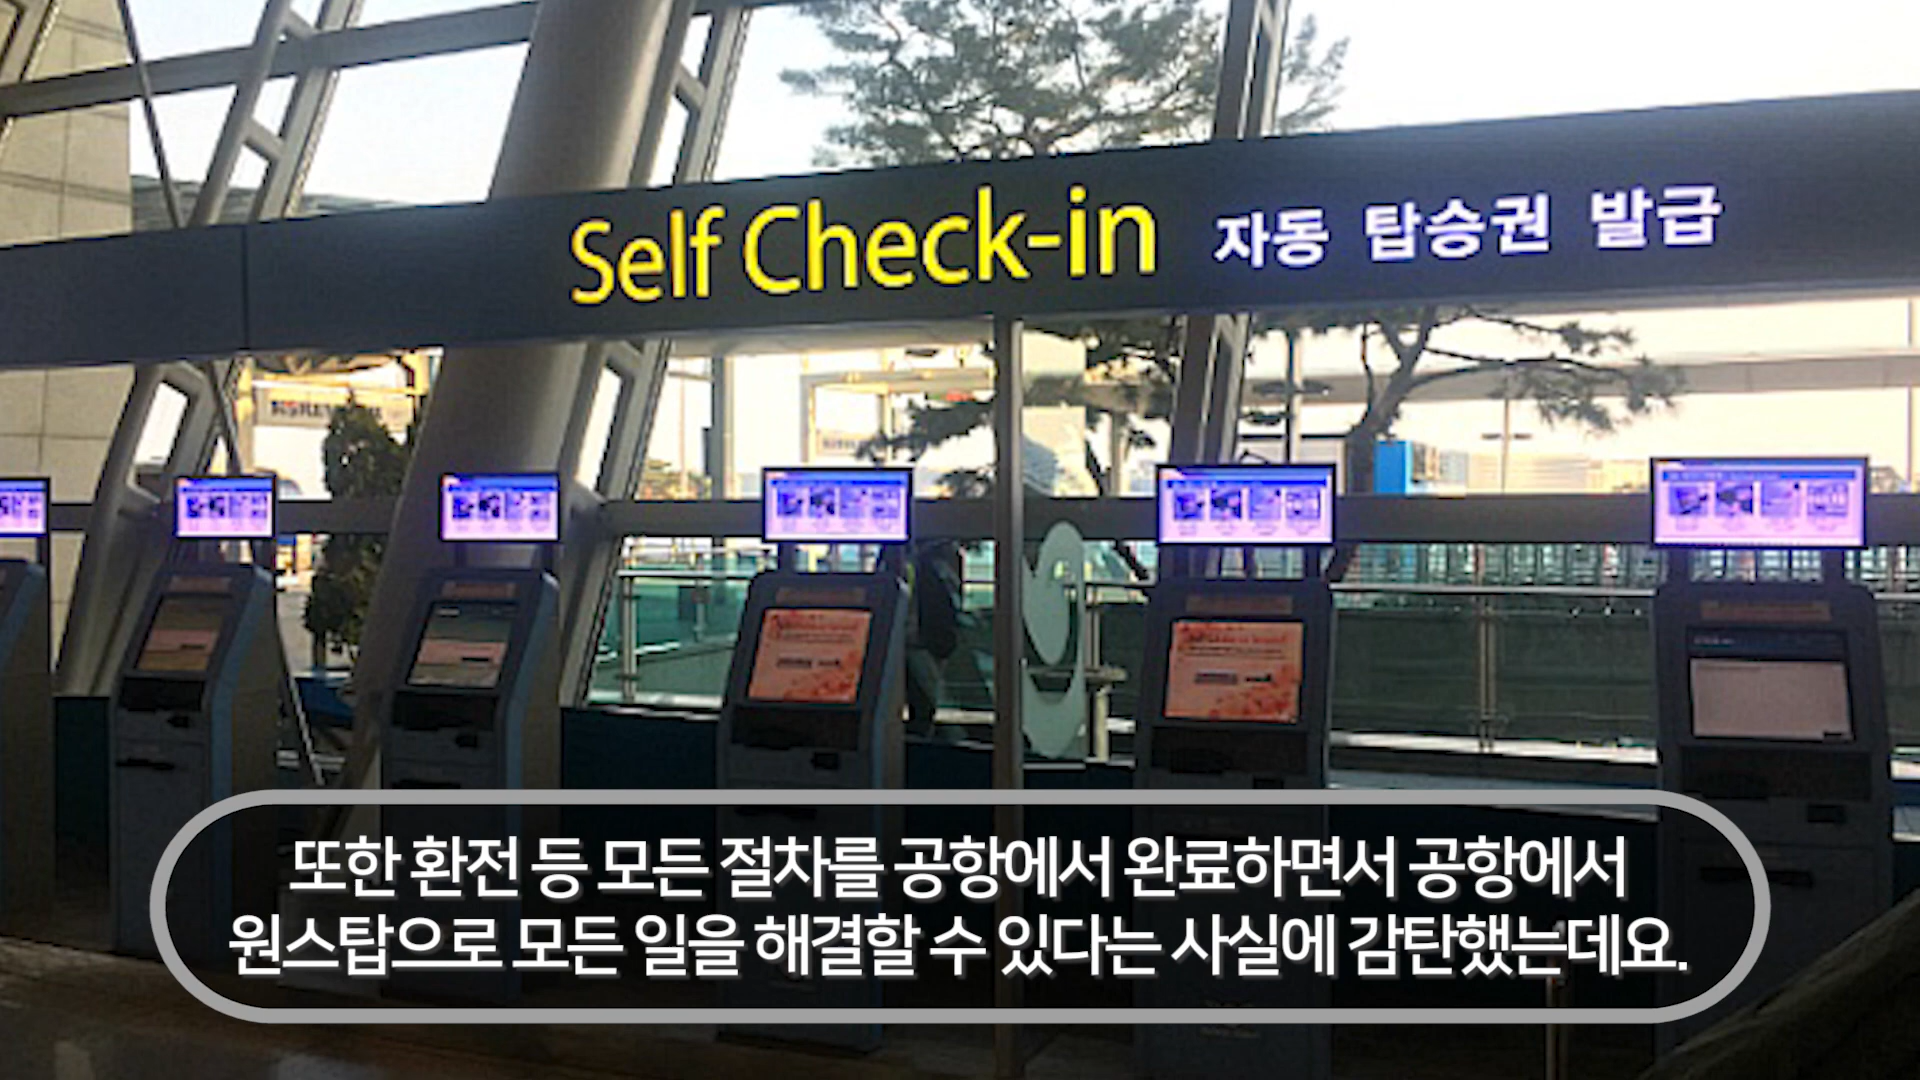 Self Check-in 자동 탑승권 발급
또한 환전 등 모든 절차를 공항에서 완료하면서 공항에서
원스탑으로 모든 일을 해결할 수 있다는 사실에 감탄했는데요.